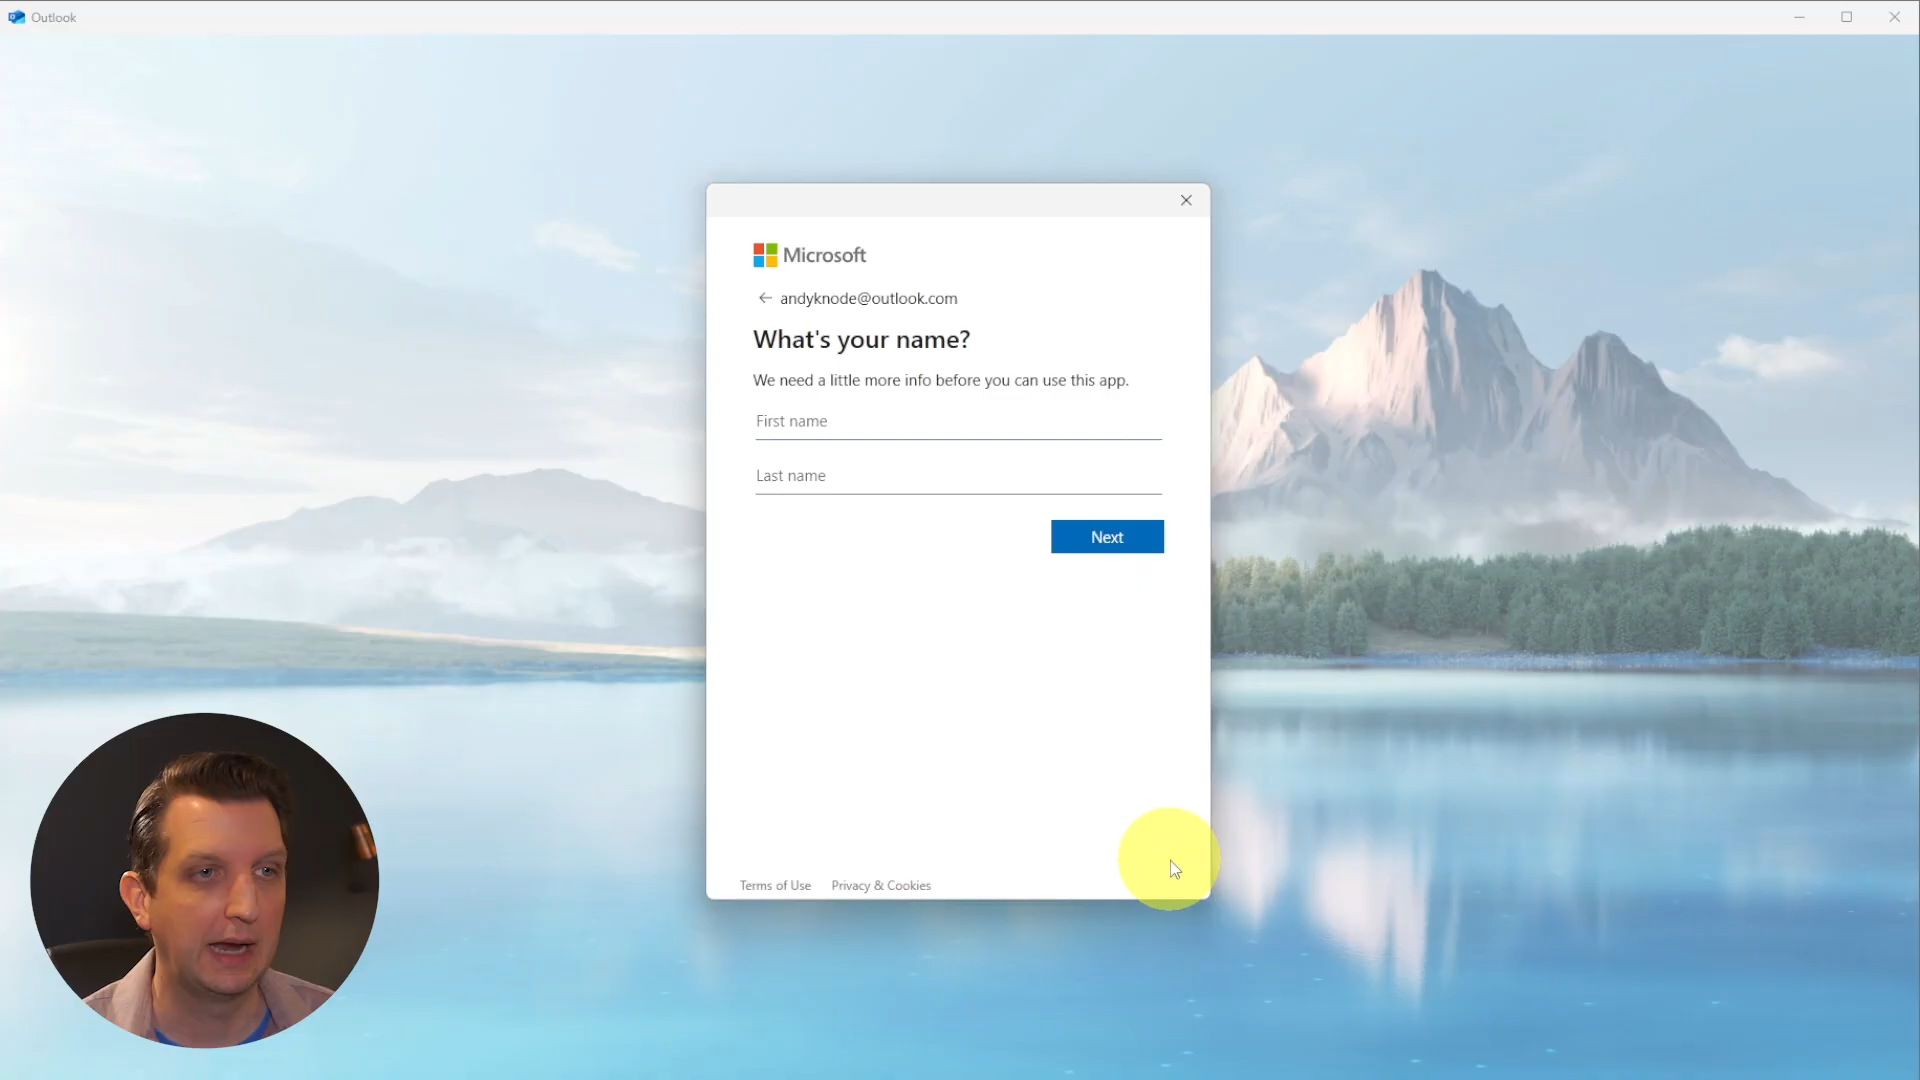 Outlook
Microsoft
andyknode@outlook.com
What's your name?
We need a little more info before you can use this app.
First name
Last name
Next
Terms of Use Privacy & Cookies